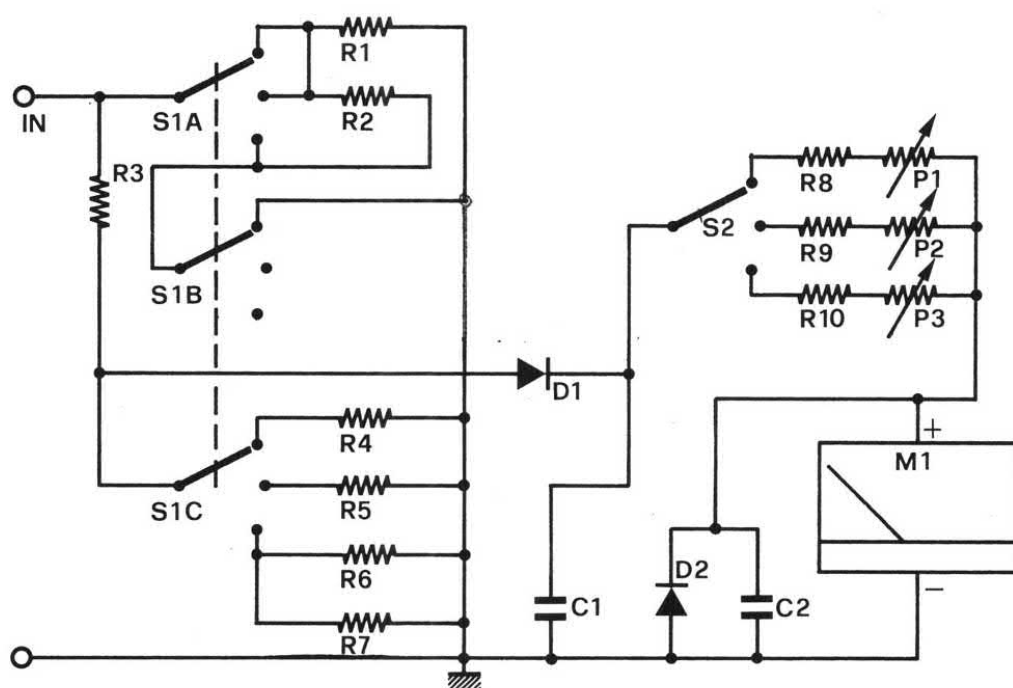 R1
IN
S1A
R2
R3
R8
P1
S2
R9
P2
S1B
R10
P3
D1
R4
+
M1
S1C
R5
R6
D2
C1
C2
−
R7